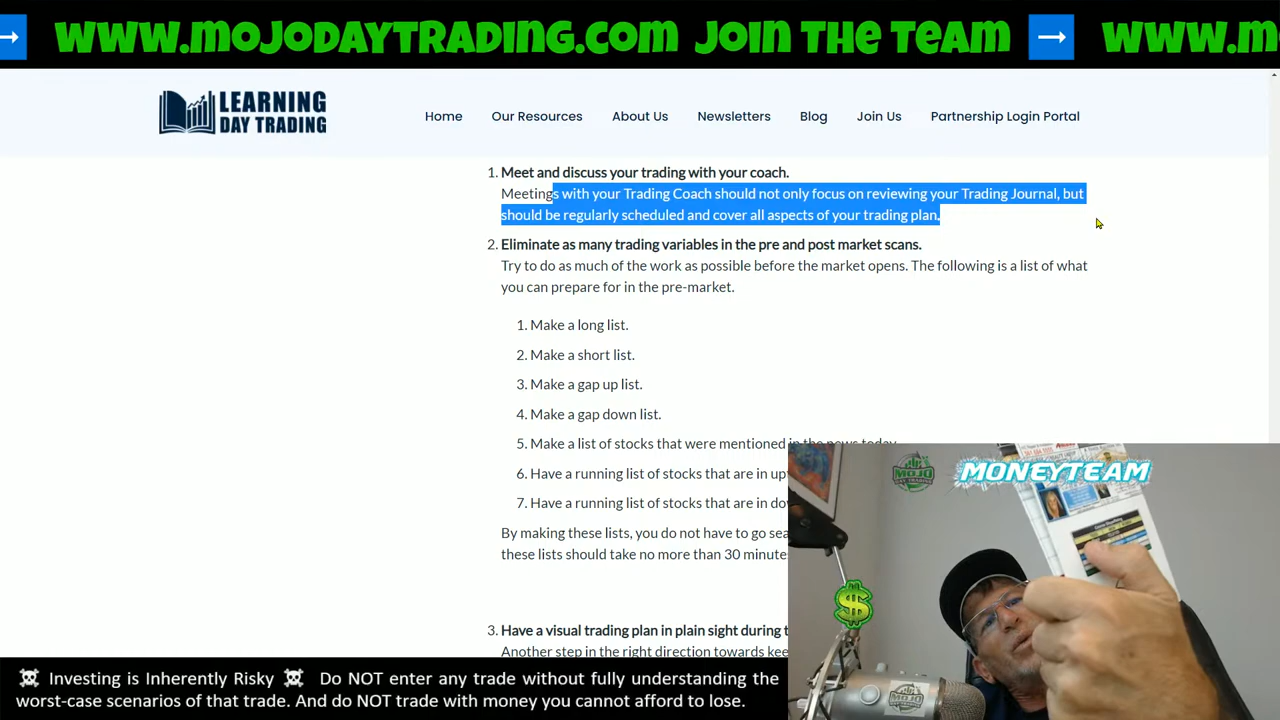 www.mojodaytrading.com Join The Team
www.m
LEARNING
DAY TRADING
Home Our Resources About Us Newsletters Blog Join Us Partnership Login Portal
1. Meet and discuss your trading with your coach.
Meetings with your Trading Coach should not only focus on reviewing your Trading Journal, but
should be regularly scheduled and cover all aspects of your trading plan.
2. Eliminate as many trading variables in the pre and post market scans.
Try to do as much of the work as possible before the market opens. The following is a list of what
you can prepare for in the pre-market.
1. Make a long list.
2. Make a short list.
3. Make a gap up list.
4. Make a gap down list.
5. Make a list of stocks that were mentioned in the news today.
6. Have a running list of stocks that are in up
7. Have a running list of stocks that are in do
By making these lists, you do not have to go sea
these lists should take no more than 30 minute
3. Have a visual trading plan in plain sight during t
Another step in the right direction towards kee
MOJO
DAY TRADING
MONEYTEAM
$
MOJO
Investing is Inherently Risky Do NOT enter any trade without fully understanding the
worst-case scenarios of that trade. And do NOT trade with money you cannot afford to lose.